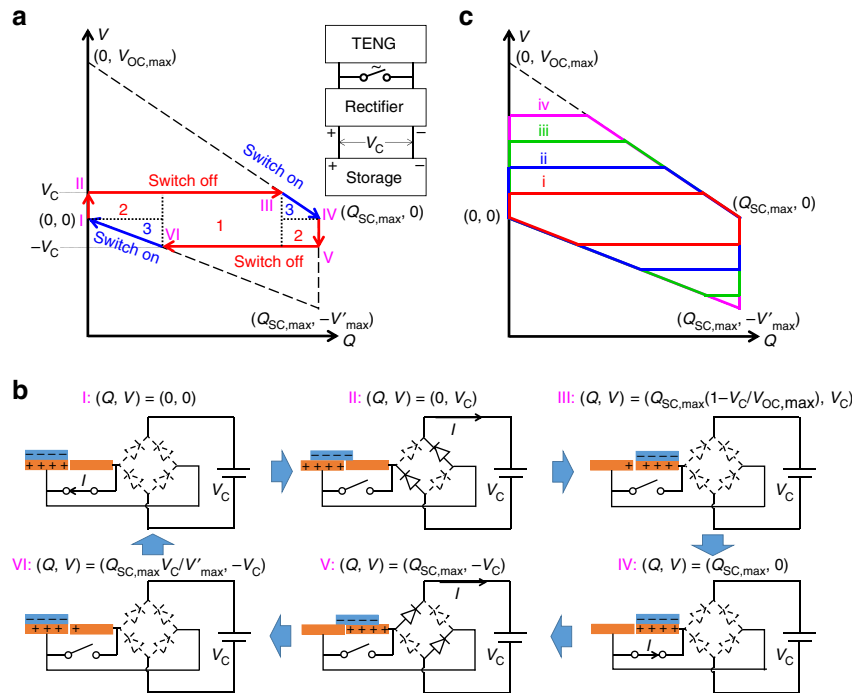 a
V
(0, V_OC,max)
TENG
~
Rectifier
+ V_C −
+ −
Storage
Switch on
V_C
II
Switch off
III
3
IV
(Q_SC,max, 0)
(0, 0)
I
2
1
3
VI
2
V
−V_C
Switch on
Switch off
(Q_SC,max, −V'_max)
Q
c
V
(0, V_OC,max)
iv
iii
ii
i
(0, 0)
(Q_SC,max, 0)
(Q_SC,max, −V'_max)
Q
b
I: (Q, V) = (0, 0)
−−−−
++++
I
V_C
II: (Q, V) = (0, V_C)
I
−−−−
++++
V_C
III: (Q, V) = (Q_SC,max(1−V_C/V_OC,max), V_C)
−−−−
+ +++
V_C
VI: (Q, V) = (Q_SC,maxV_C/V'_max, −V_C)
−−−−
+++ +
V_C
V: (Q, V) = (Q_SC,max, −V_C)
I
−−−−
++++
V_C
IV: (Q, V) = (Q_SC,max, 0)
−−−−
++++
I
V_C